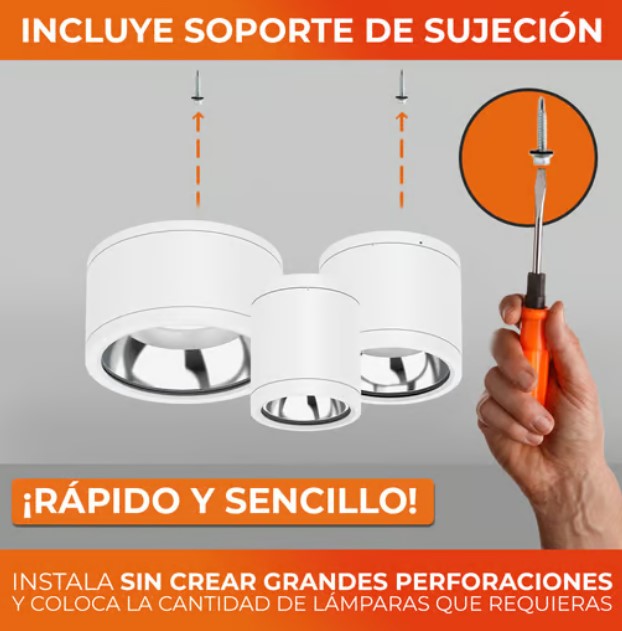 INCLUYE SOPORTE DE SUJECIÓN
¡RÁPIDO Y SENCILLO!
INSTALA SIN CREAR GRANDES PERFORACIONES
Y COLOCA LA CANTIDAD DE LÁMPARAS QUE REQUIERAS